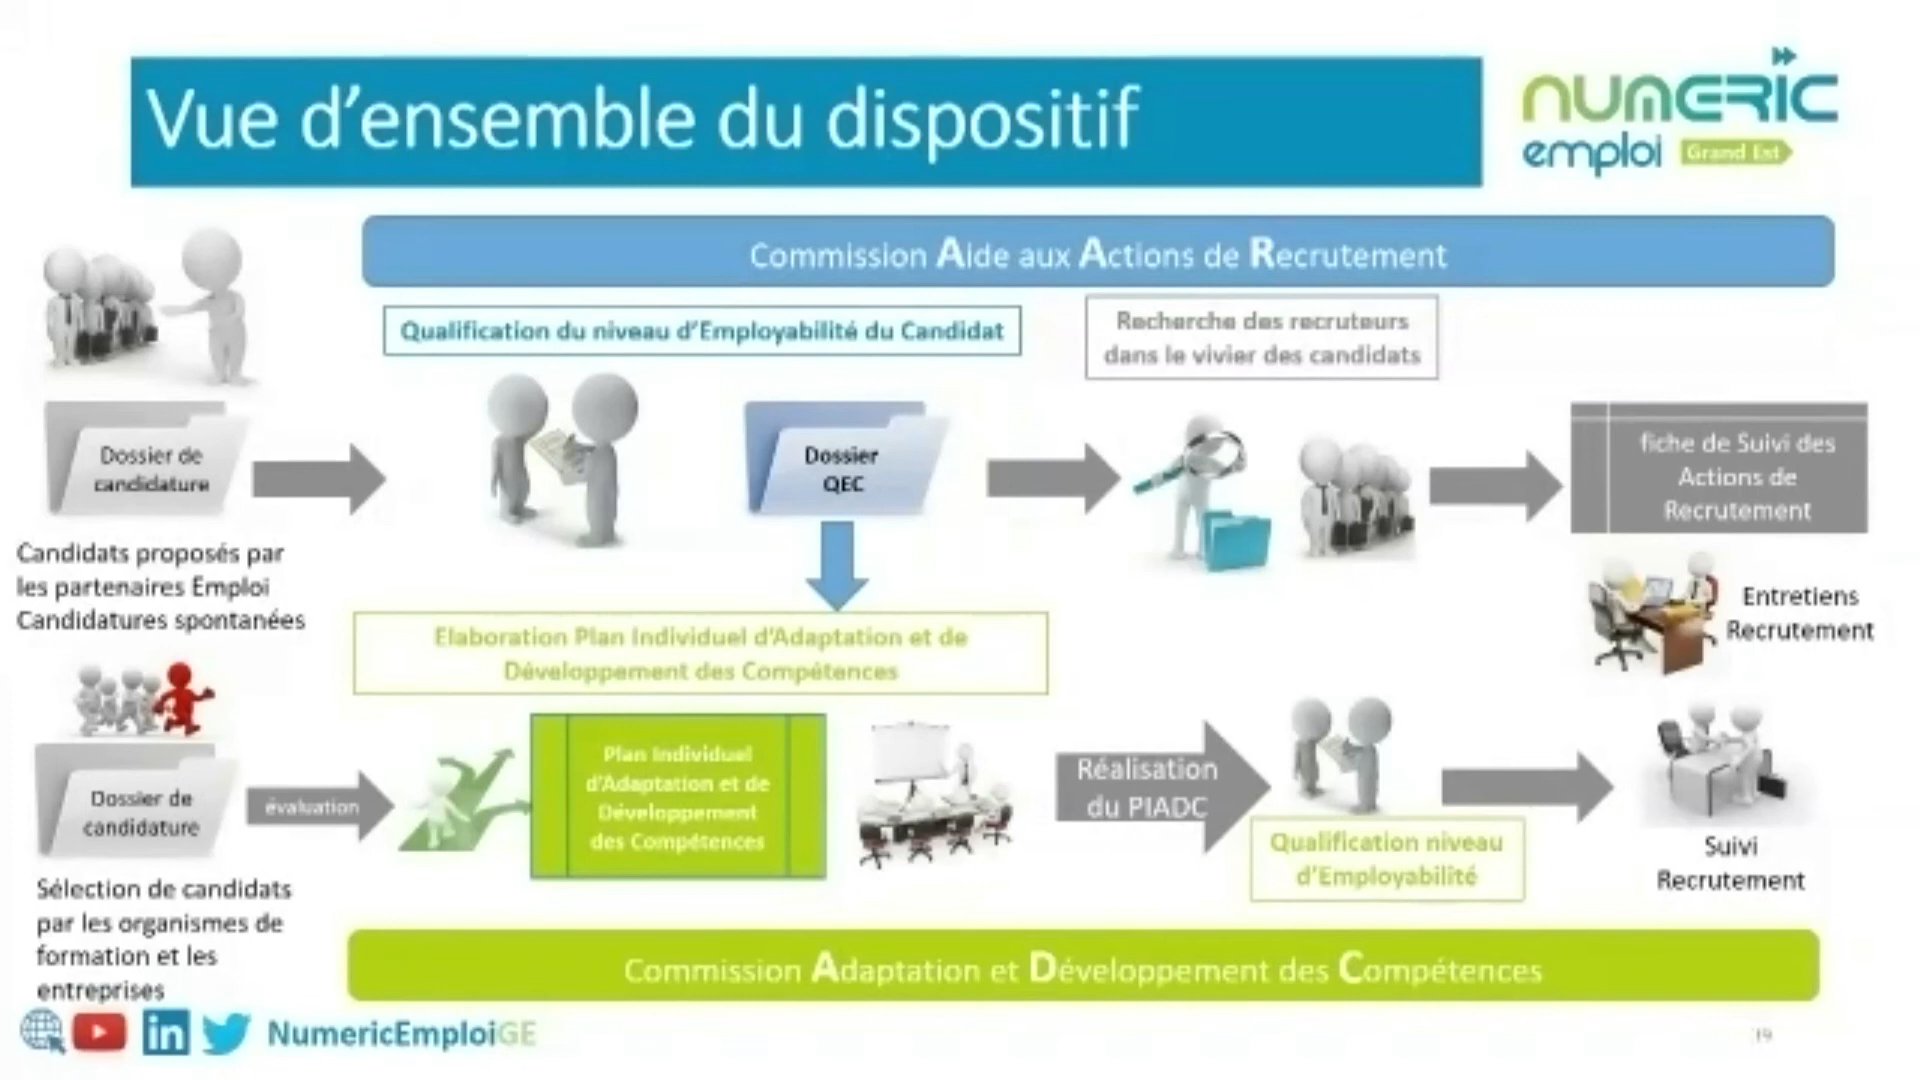 Vue d'ensemble du dispositif
NUMERIC
emploi Grand Est
Commission Aide aux Actions de Recrutement
Qualification du niveau d'Employabilité du Candidat
Recherche des recruteurs
dans le vivier des candidats
Dossier de
candidature
Dossier
QEC
fiche de Suivi des
Actions de
Recrutement
Candidats proposés par
les partenaires Emploi
Candidatures spontanées
Entretiens
Recrutement
Elaboration Plan Individuel d'Adaptation et de
Développement des Compétences
Dossier de
candidature
évaluation
Plan Individuel
d'Adaptation et de
Développement
des Compétences
Réalisation
du PIADC
Qualification niveau
d'Employabilité
Suivi
Recrutement
Sélection de candidats
par les organismes de
formation et les
entreprises
Commission Adaptation et Développement des Compétences
NumericEmploiGE
19